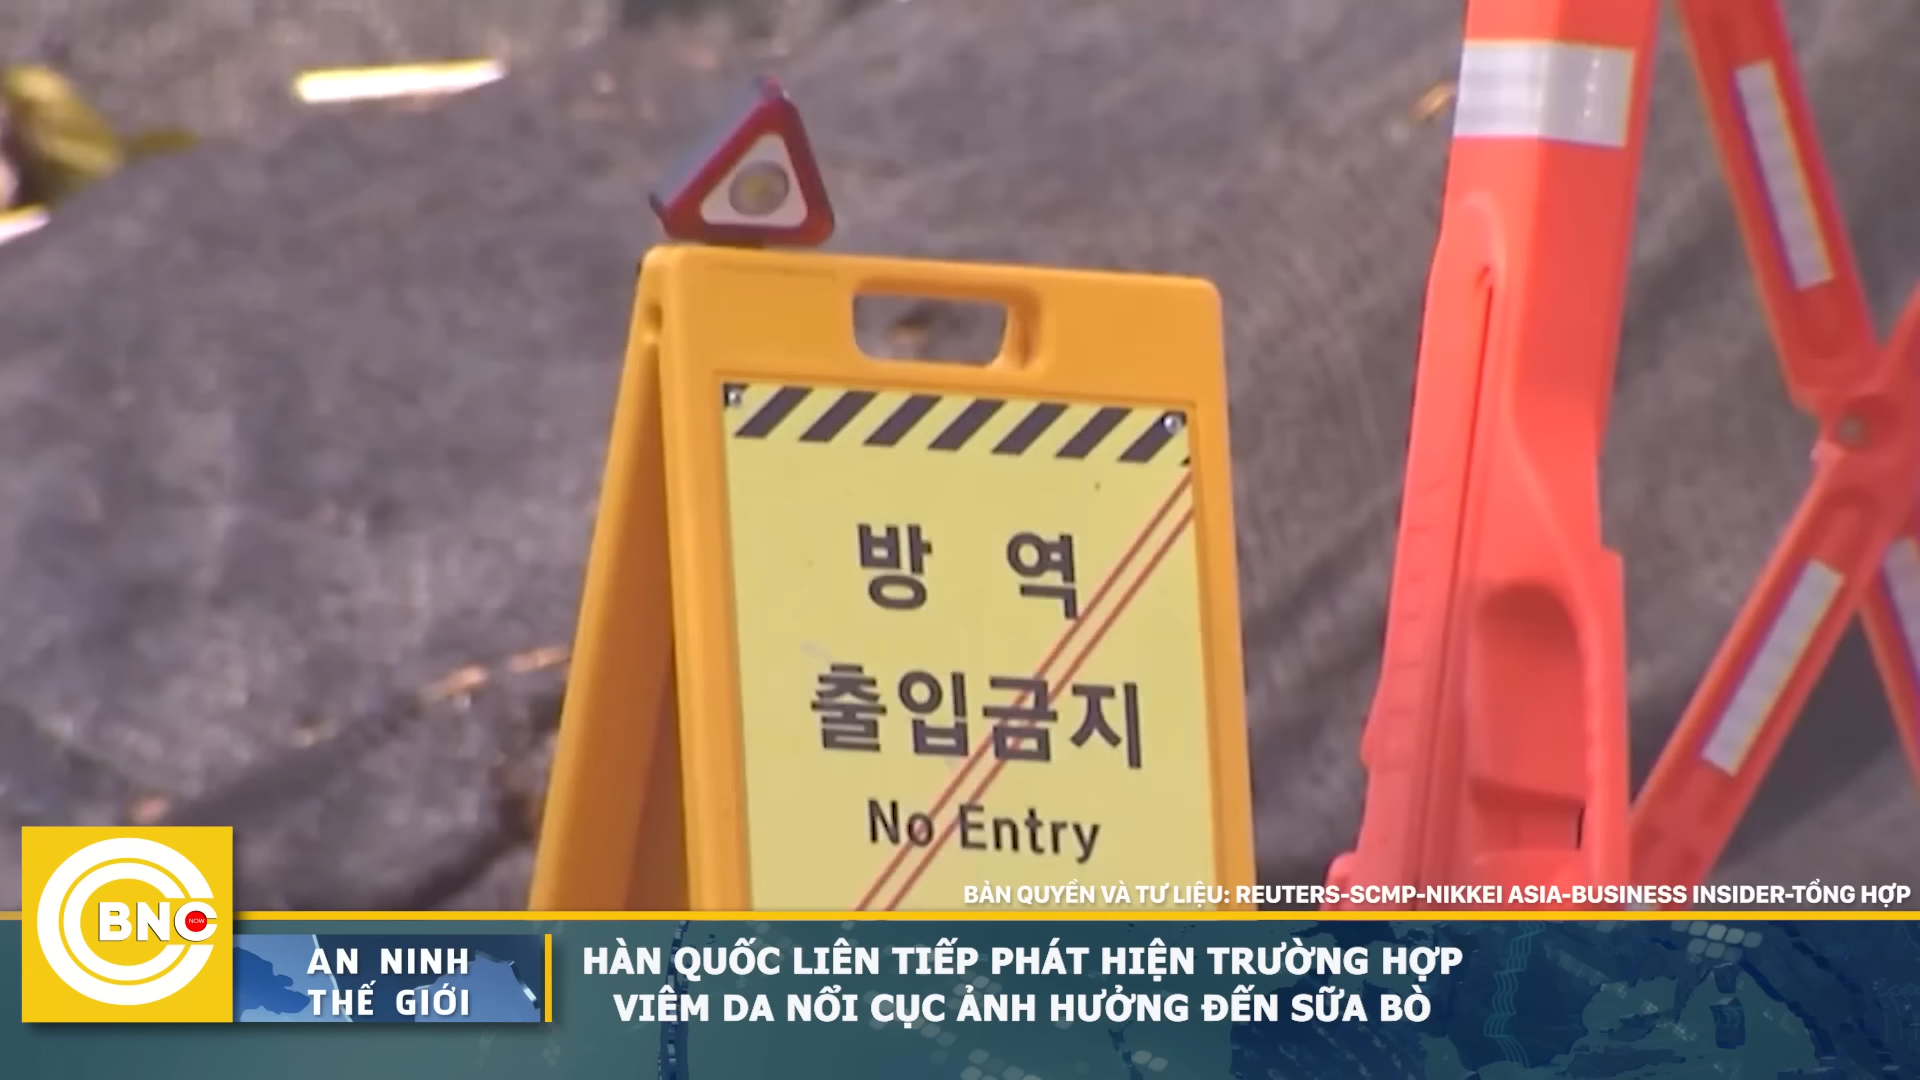 방 역
출입금지
No Entry
BẢN QUYỀN VÀ TƯ LIỆU: REUTERS-SCMP-NIKKEI ASIA-BUSINESS INSIDER-TỔNG HỢP
BNC
NOW
AN NINH
THẾ GIỚI
HÀN QUỐC LIÊN TIẾP PHÁT HIỆN TRƯỜNG HỢP
VIÊM DA NỔI CỤC ẢNH HƯỞNG ĐẾN SỮA BÒ